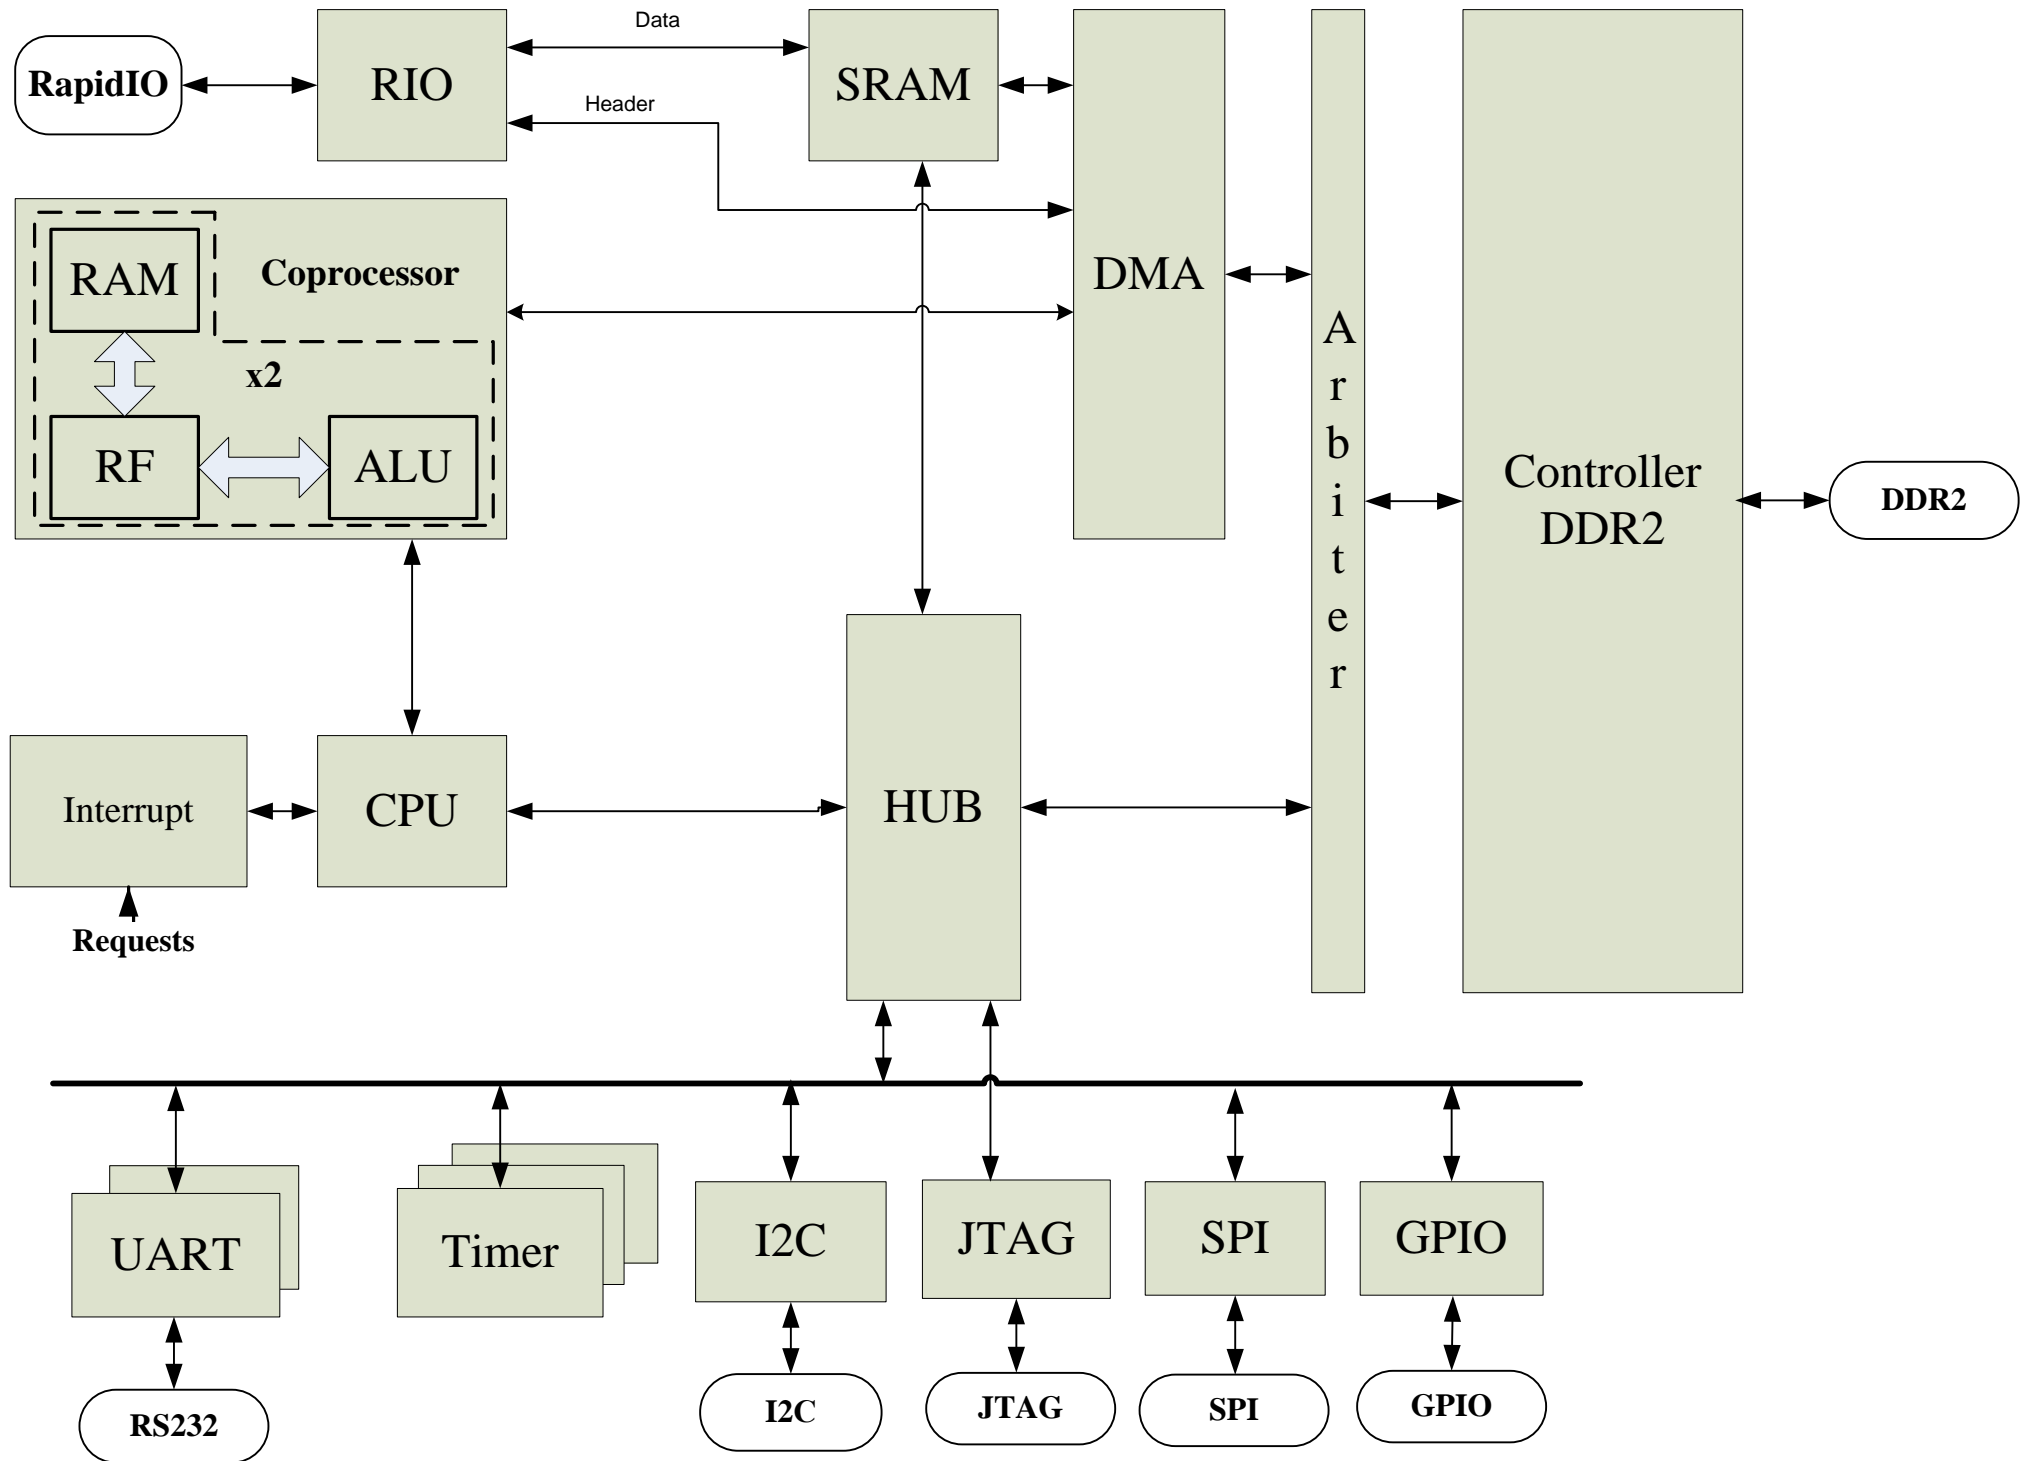 Data
RapidIO
RIO
SRAM
Header
RAM
Coprocessor
DMA
Arbiter
x2
RF
ALU
Controller
DDR2
DDR2
Interrupt
CPU
HUB
Requests
UART
Timer
I2C
JTAG
SPI
GPIO
RS232
I2C
JTAG
SPI
GPIO